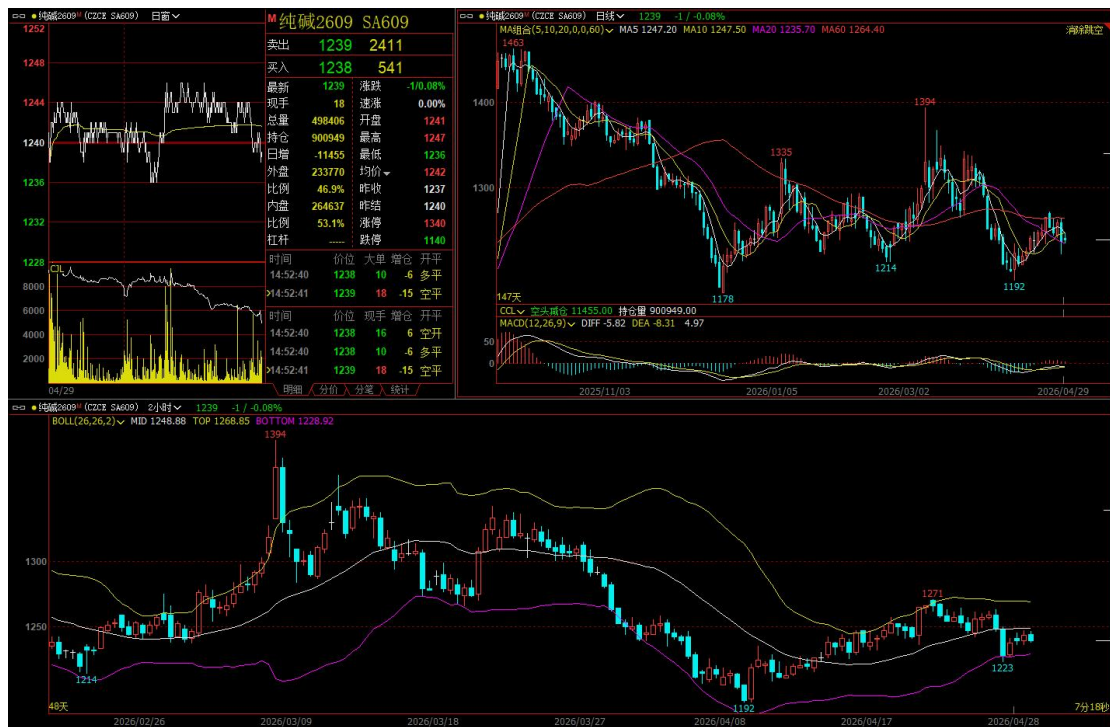 纯碱2609 M (CZCE SA609) 日窗
1252
1248
1244
1240
1236
1232
1228
CJL
8000
6000
4000
2000
04/29
M 纯碱2609 SA609
卖出 1239 2411
买入 1238 541
最新 1239 涨跌 -1/0.08%
现手 18 速涨 0.00%
总量 498406 开盘 1241
持仓 900949 最高 1247
日增 -11455 最低 1236
外盘 233770 均价 1242
比例 46.9% 昨收 1237
内盘 264637 昨结 1240
比例 53.1% 涨停 1340
杠杆 ----- 跌停 1140
时间 价位 大单 增仓 开平
14:52:40 1238 10 -6 多平
14:52:41 1239 18 -15 空平
时间 价位 现手 增仓 开平
14:52:40 1238 16 6 空开
14:52:40 1238 10 -6 多平
14:52:41 1239 18 -15 空平
明细 分价 分笔 统计
纯碱2609 M (CZCE SA609) 日线 1239 -1 / -0.08%
MA组合(5,10,20,0,0,60) MA5 1247.20 MA10 1247.50 MA20 1235.70 MA60 1264.40 消除跳空
1463
1400
1394
1335
1300
1214
1192
1178
147天
CCL 空头减仓 11455.00 持仓量 900949.00
MACD(12,26,9) DIFF -5.82 DEA -8.31 4.97
50
0
2025/11/03 2026/01/05 2026/03/02 2026/04/29
纯碱2609 M (CZCE SA609) 2小时 1239 -1 / -0.08%
BOLL(26,26,2) MID 1248.88 TOP 1268.85 BOTTOM 1228.92
1394
1300
1271
1250
1223
1214
1192
48天 7分18秒
2026/02/26 2026/03/09 2026/03/18 2026/03/27 2026/04/08 2026/04/17 2026/04/28